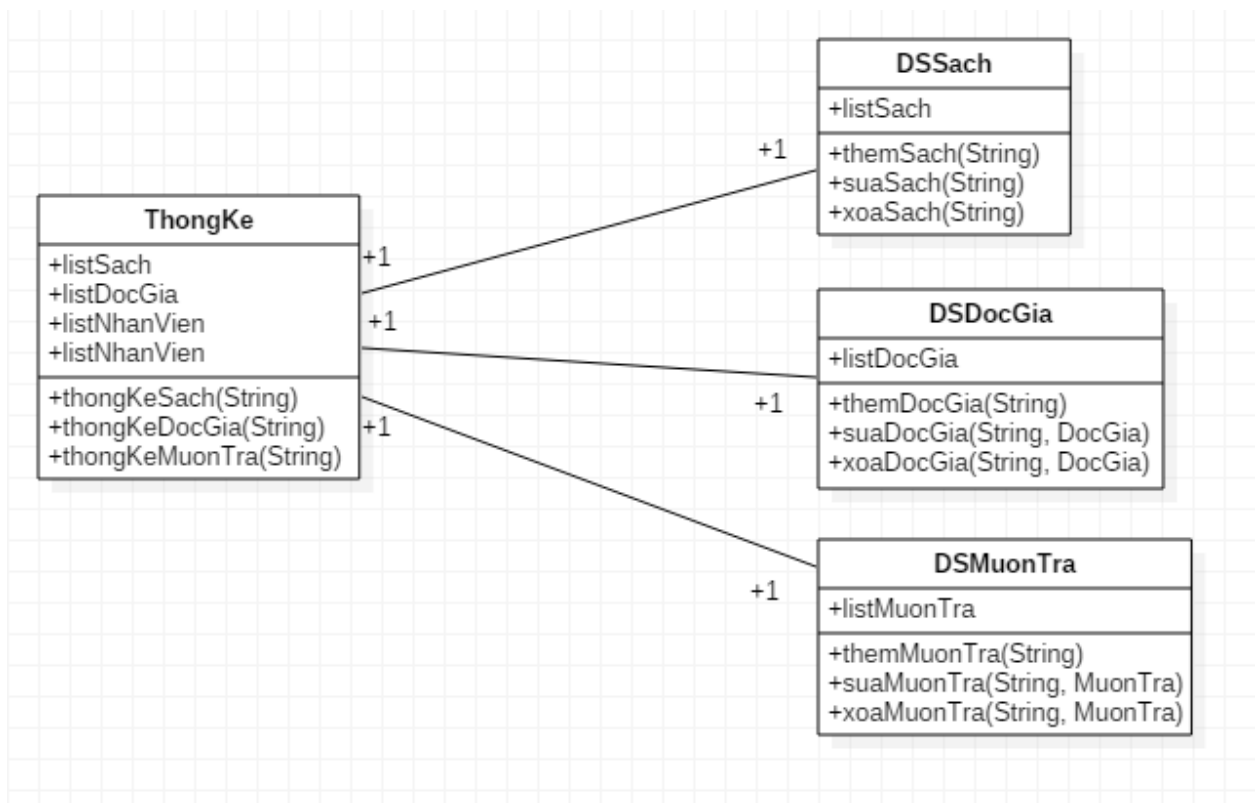 ThongKe
+listSach
+listDocGia
+listNhanVien
+listNhanVien
+thongKeSach(String)
+thongKeDocGia(String)
+thongKeMuonTra(String)
+1
+1
+1
+1
+1
+1
DSSach
+listSach
+themSach(String)
+suaSach(String)
+xoaSach(String)
DSDocGia
+listDocGia
+themDocGia(String)
+suaDocGia(String, DocGia)
+xoaDocGia(String, DocGia)
DSMuonTra
+listMuonTra
+themMuonTra(String)
+suaMuonTra(String, MuonTra)
+xoaMuonTra(String, MuonTra)